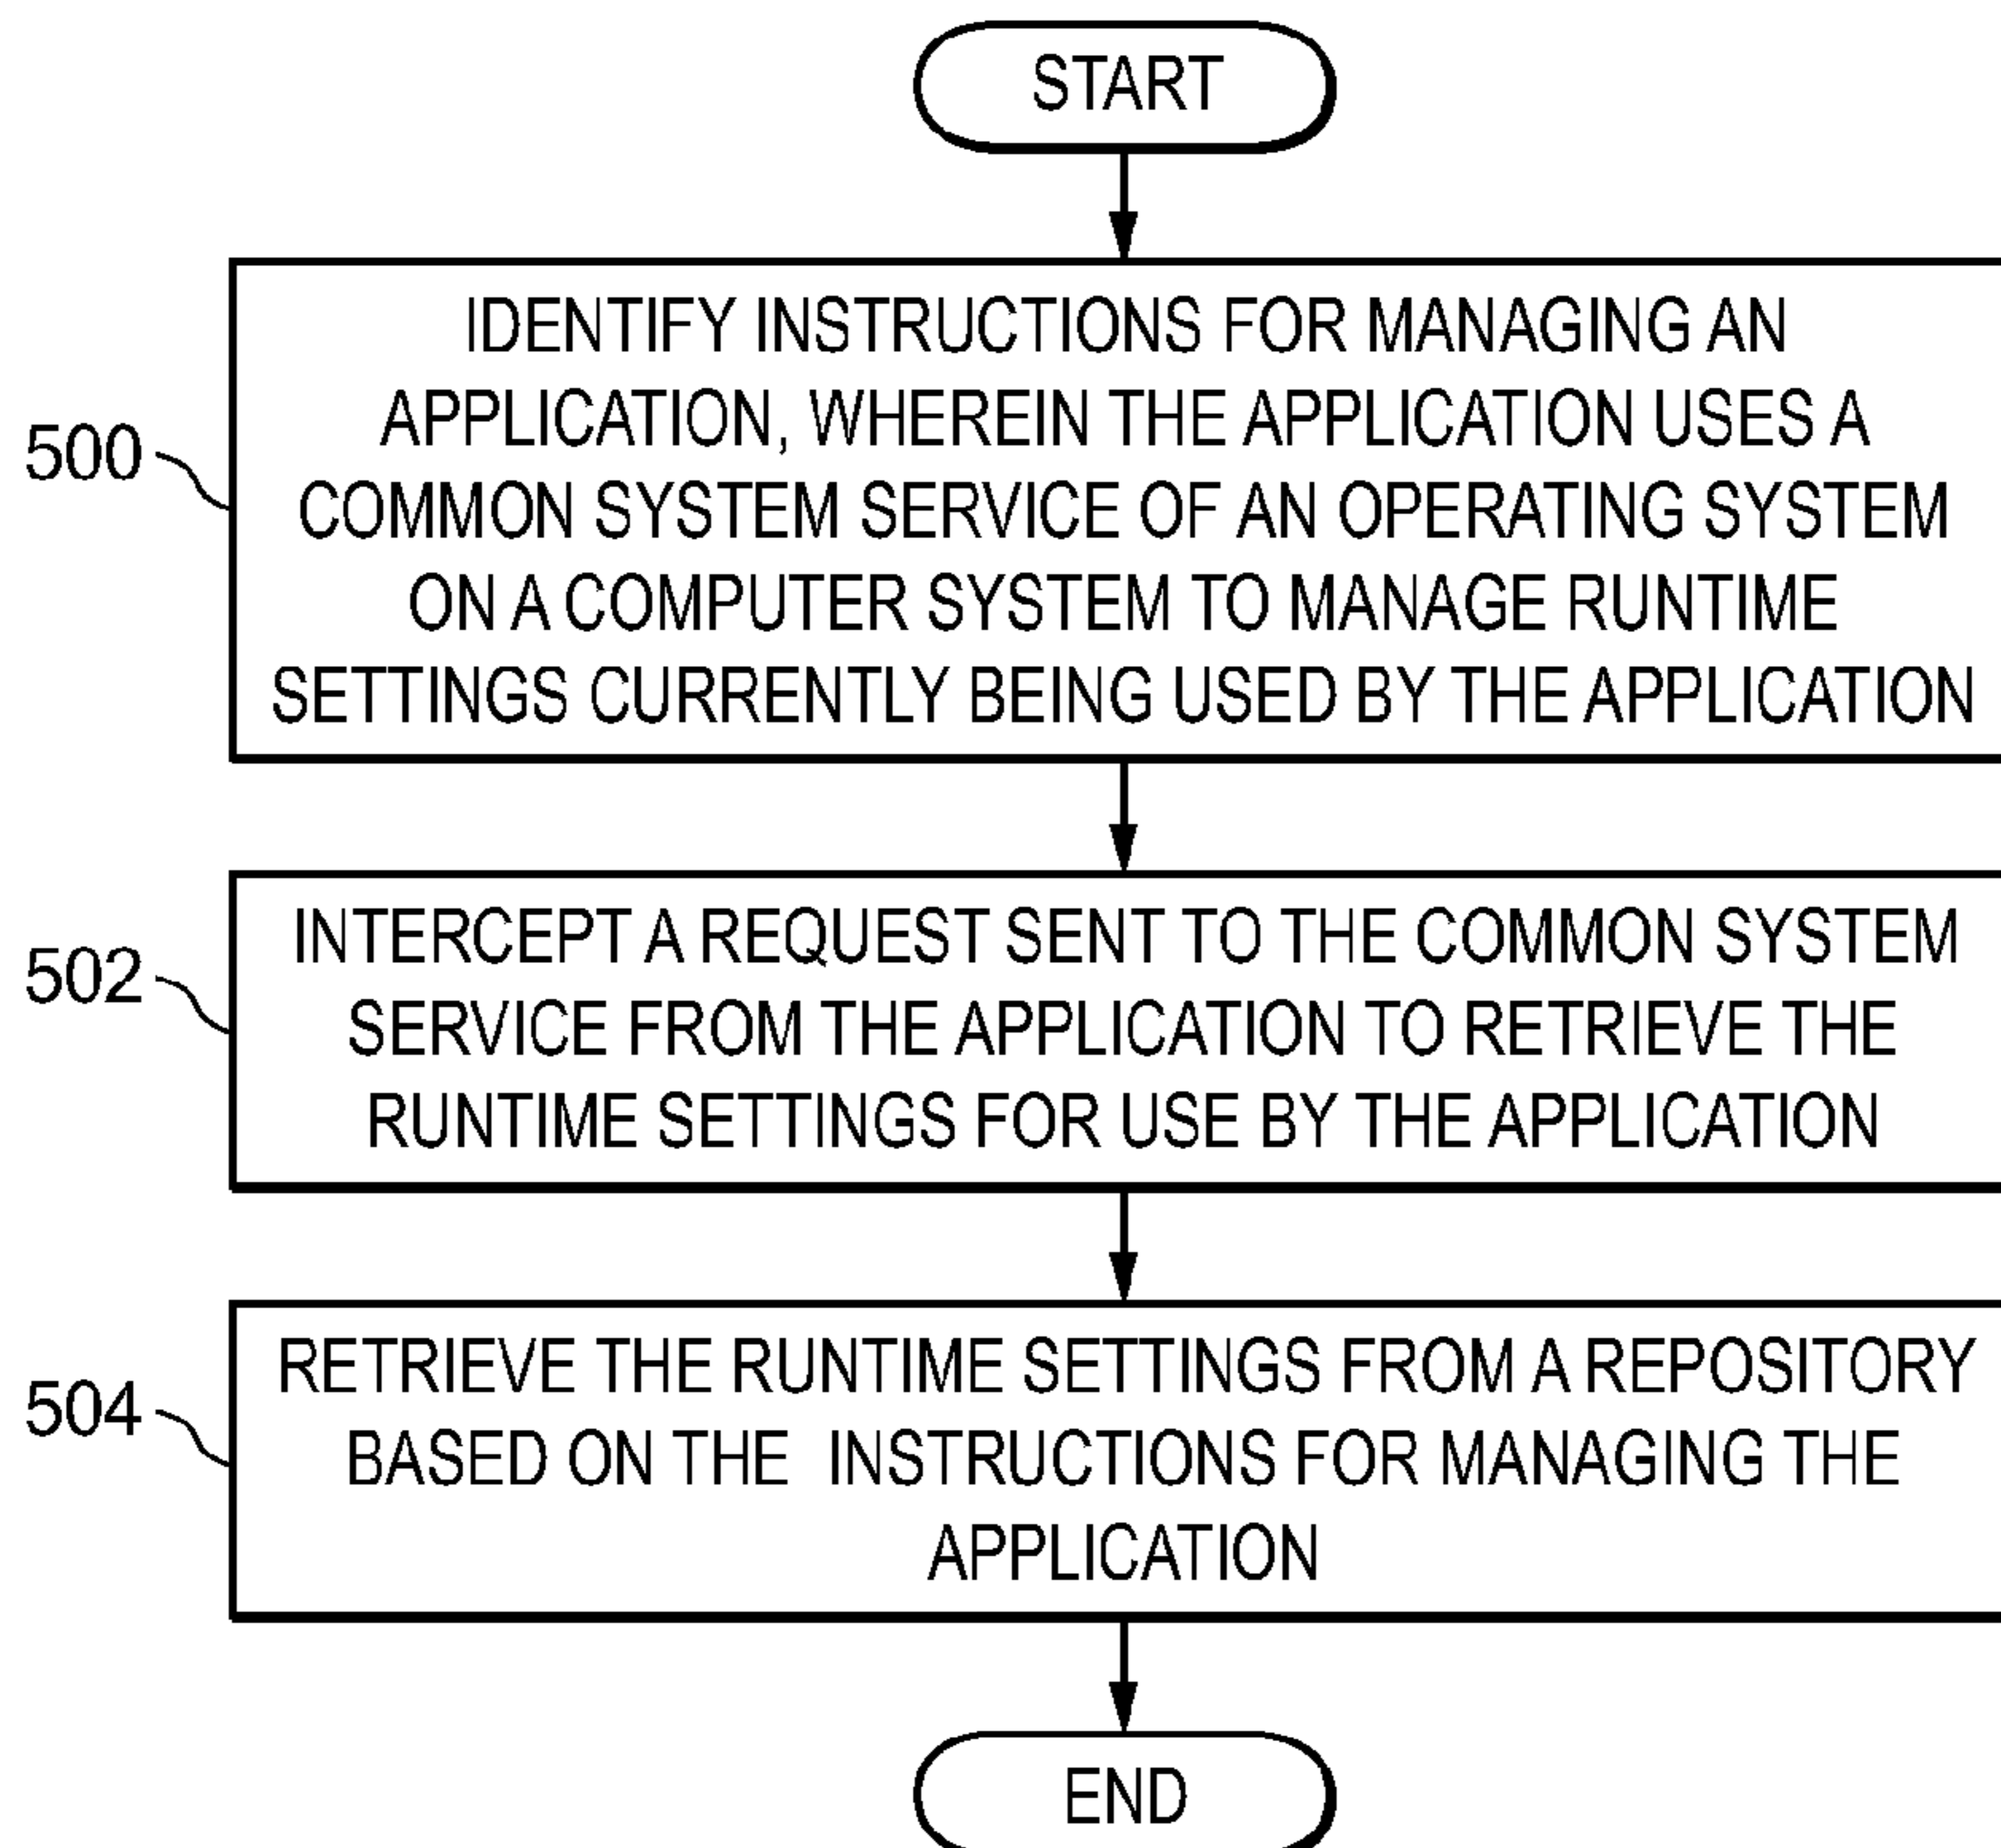 START
IDENTIFY INSTRUCTIONS FOR MANAGING AN
APPLICATION, WHEREIN THE APPLICATION USES A
COMMON SYSTEM SERVICE OF AN OPERATING SYSTEM
ON A COMPUTER SYSTEM TO MANAGE RUNTIME
SETTINGS CURRENTLY BEING USED BY THE APPLICATION
500
INTERCEPT A REQUEST SENT TO THE COMMON SYSTEM
SERVICE FROM THE APPLICATION TO RETRIEVE THE
RUNTIME SETTINGS FOR USE BY THE APPLICATION
502
RETRIEVE THE RUNTIME SETTINGS FROM A REPOSITORY
BASED ON THE INSTRUCTIONS FOR MANAGING THE
APPLICATION
504
END